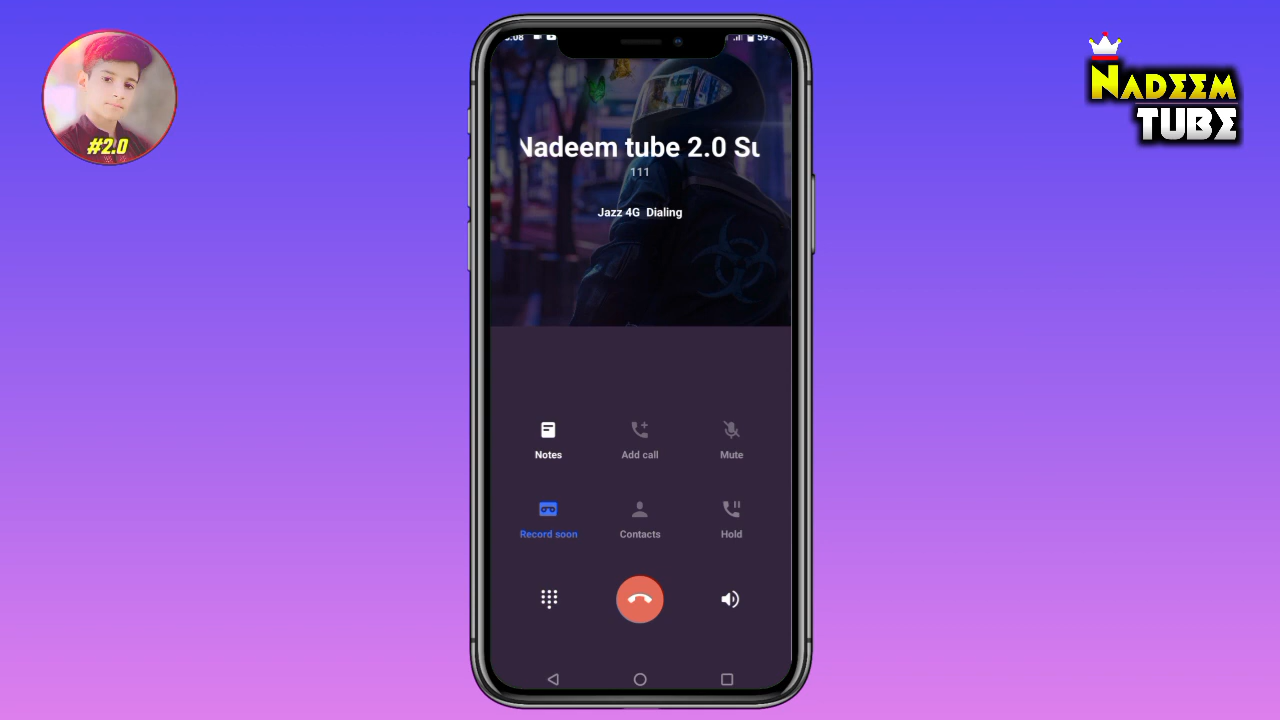 #2.0
NADEEM
TUBE
59%
Nadeem tube 2.0 Su
111
Jazz 4G Dialing
Notes
Add call
Mute
Record soon
Contacts
Hold